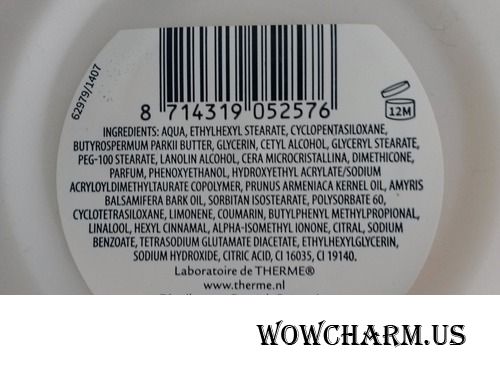 62979/1407
8 714319 052576
12M
INGREDIENTS: AQUA, ETHYLHEXYL STEARATE, CYCLOPENTASILOXANE,
BUTYROSPERMUM PARKII BUTTER, GLYCERIN, CETYL ALCOHOL, GLYCERYL STEARATE,
PEG-100 STEARATE, LANOLIN ALCOHOL, CERA MICROCRISTALLINA, DIMETHICONE,
PARFUM, PHENOXYETHANOL, HYDROXYETHYL ACRYLATE/SODIUM
ACRYLOYLDIMETHYLTAURATE COPOLYMER, PRUNUS ARMENIACA KERNEL OIL, AMYRIS
BALSAMIFERA BARK OIL, SORBITAN ISOSTEARATE, POLYSORBATE 60,
CYCLOTETRASILOXANE, LIMONENE, COUMARIN, BUTYLPHENYL METHYLPROPIONAL,
LINALOOL, HEXYL CINNAMAL, ALPHA-ISOMETHYL IONONE, CITRAL, SODIUM
BENZOATE, TETRASODIUM GLUTAMATE DIACETATE, ETHYLHEXYLGLYCERIN,
SODIUM HYDROXIDE, CITRIC ACID, CI 16035, CI 19140.
Laboratoire de THERME®
www.therme.nl
WOWCHARM.US